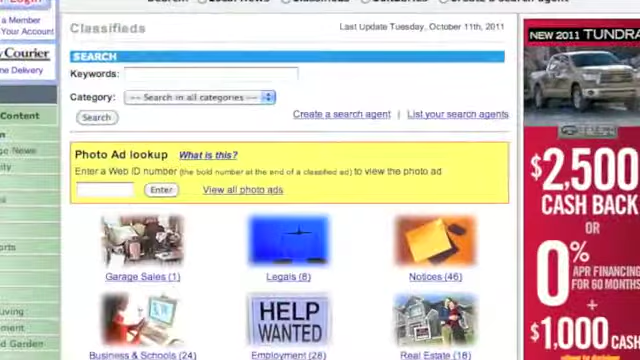 Classifieds
Last Update Tuesday, October 11th, 2011
a Member
Your Account
Courier
Delivery
Content
SEARCH
Keywords:
Category: -- Search in all categories --
Search
Create a search agent | List your search agents
Photo Ad lookup What is this?
Enter a Web ID number (the bold number at the end of a classified ad) to view the photo ad
Enter View all photo ads
Garage Sales (1)
Legals (8)
Notices (46)
HELP WANTED
Business & Schools (24)
Employment (28)
Real Estate (18)
Garden
NEW 2011 TUNDRA
$2,500
CASH BACK
OR
0%
APR FINANCING
FOR 60 MONTHS
+
$1,000 CASH